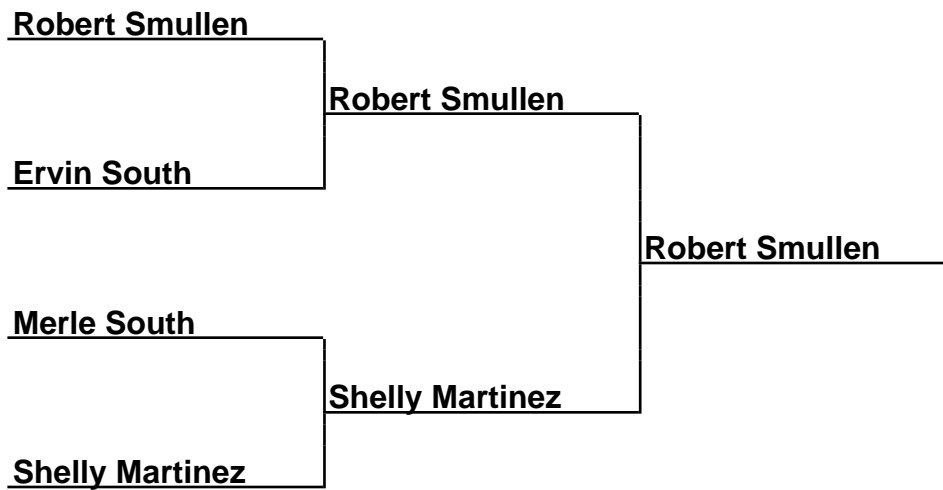 Robert Smullen
Robert Smullen
Ervin South
Robert Smullen
Merle South
Shelly Martinez
Shelly Martinez